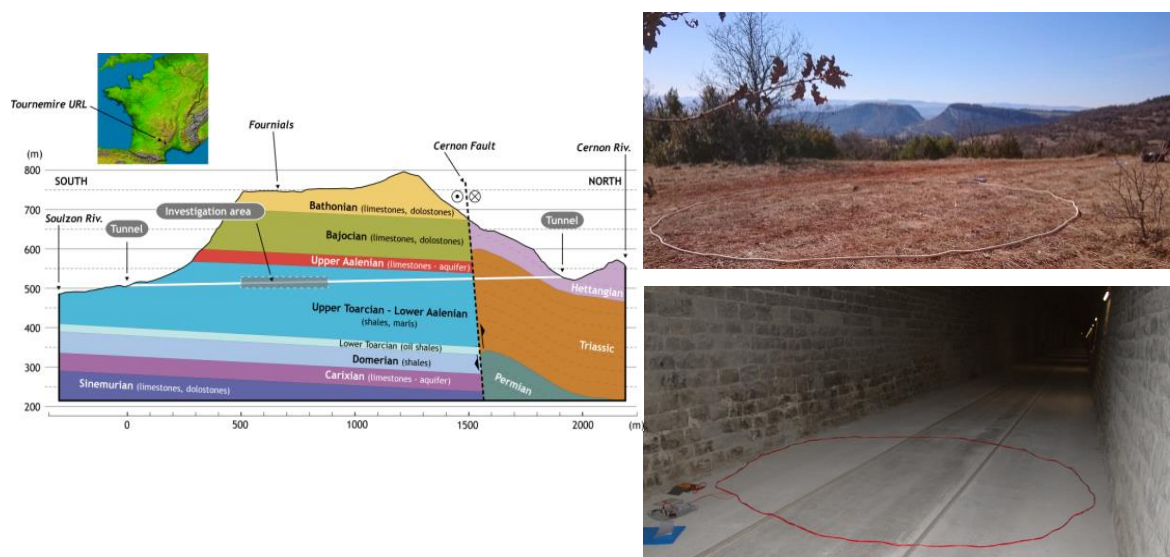 Tournemire URL
(m)
800
700
600
500
400
300
200
SOUTH
NORTH
Fournials
Cernon Fault
Cernon Riv.
Investigation area
Soulzon Riv.
Tunnel
Tunnel
Bathonian (limestones, dolostones)
Bajocian (limestones, dolostones)
Upper Aalenian (limestones - aquifer)
Hettangian
Upper Toarcian - Lower Aalenian
(shales, marls)
Triassic
Lower Toarcian (oil shales)
Domerian (shales)
Carixian (limestones - aquifer)
Permian
Sinemurian (limestones, dolostones)
0 500 1000 1500 2000 (m)